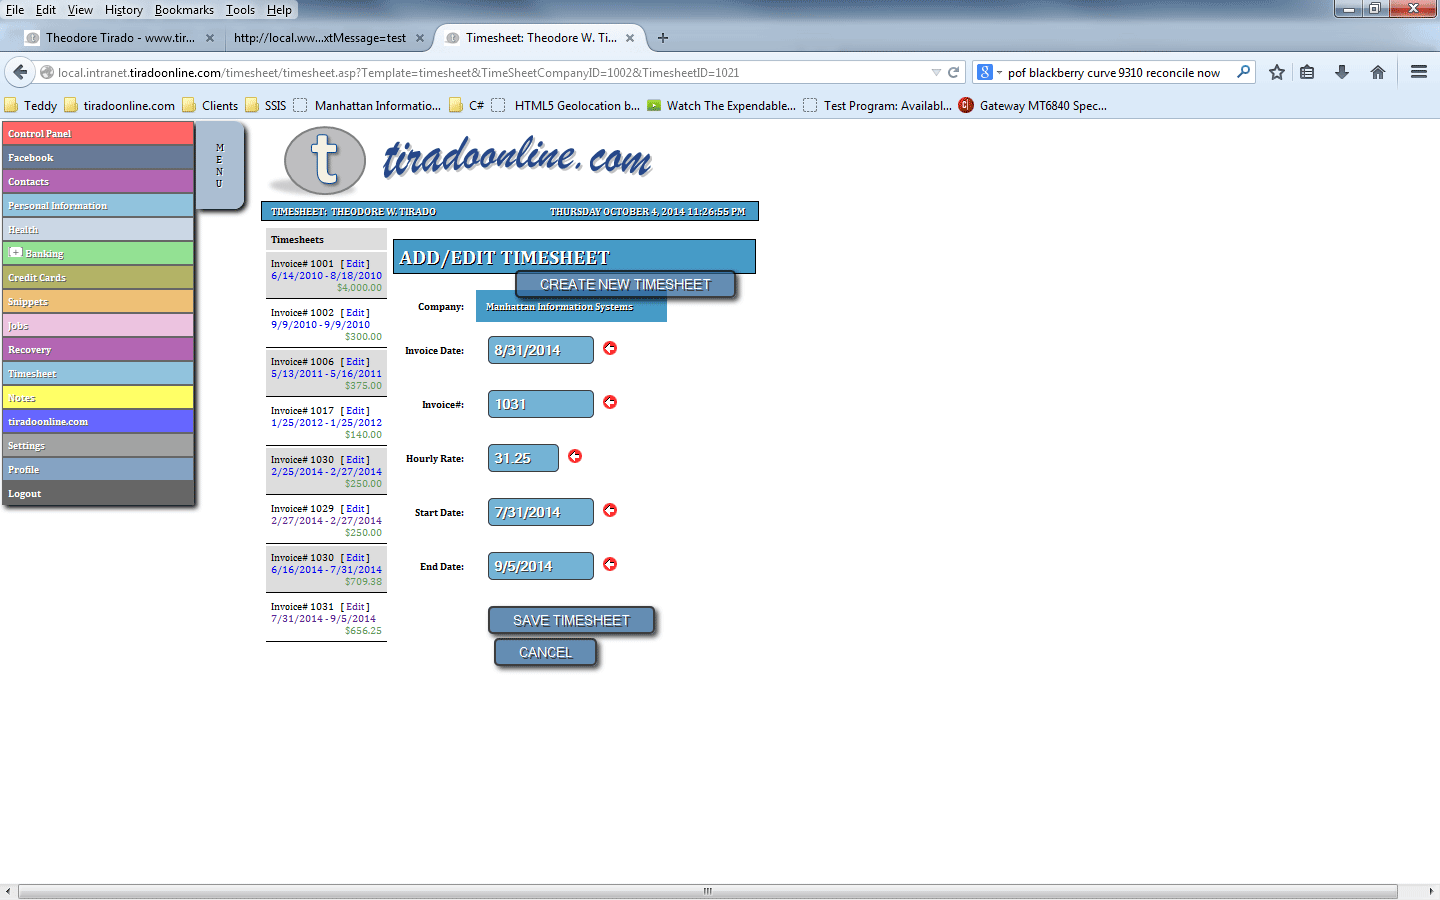 File Edit View History Bookmarks Tools Help
Theodore Tirado - www.tir...
http://local.ww...xtMessage=test
Timesheet: Theodore W. Ti...
local.intranet.tiradoonline.com/timesheet/timesheet.asp?Template=timesheet&TimeSheetCompanyID=1002&TimesheetID=1021
8
pof blackberry curve 9310 reconcile now
Teddy tiradoonline.com Clients SSIS Manhattan Informatio... C# HTML5 Geolocation b... Watch The Expendable... Test Program: Availabl... Gateway MT6840 Spec...
Control Panel
Facebook
Contacts
Personal Information
Health
Banking
Credit Cards
Snippets
Jobs
Recovery
Timesheet
Notes
tiradoonline.com
Settings
Profile
Logout
M
E
N
U
t
tiradoonline.com
TIMESHEET: THEODORE W. TIRADO
THURSDAY OCTOBER 4, 2014 11:26:55 PM
Timesheets
Invoice# 1001 [ Edit ]
6/14/2010 - 8/18/2010
$4,000.00
Invoice# 1002 [ Edit ]
9/9/2010 - 9/9/2010
$300.00
Invoice# 1006 [ Edit ]
5/13/2011 - 5/16/2011
$375.00
Invoice# 1017 [ Edit ]
1/25/2012 - 1/25/2012
$140.00
Invoice# 1030 [ Edit ]
2/25/2014 - 2/27/2014
$250.00
Invoice# 1029 [ Edit ]
2/27/2014 - 2/27/2014
$250.00
Invoice# 1030 [ Edit ]
6/16/2014 - 7/31/2014
$709.38
Invoice# 1031 [ Edit ]
7/31/2014 - 9/5/2014
$656.25
ADD/EDIT TIMESHEET
CREATE NEW TIMESHEET
Company: Manhattan Information Systems
Invoice Date: 8/31/2014
Invoice#: 1031
Hourly Rate: 31.25
Start Date: 7/31/2014
End Date: 9/5/2014
SAVE TIMESHEET
CANCEL